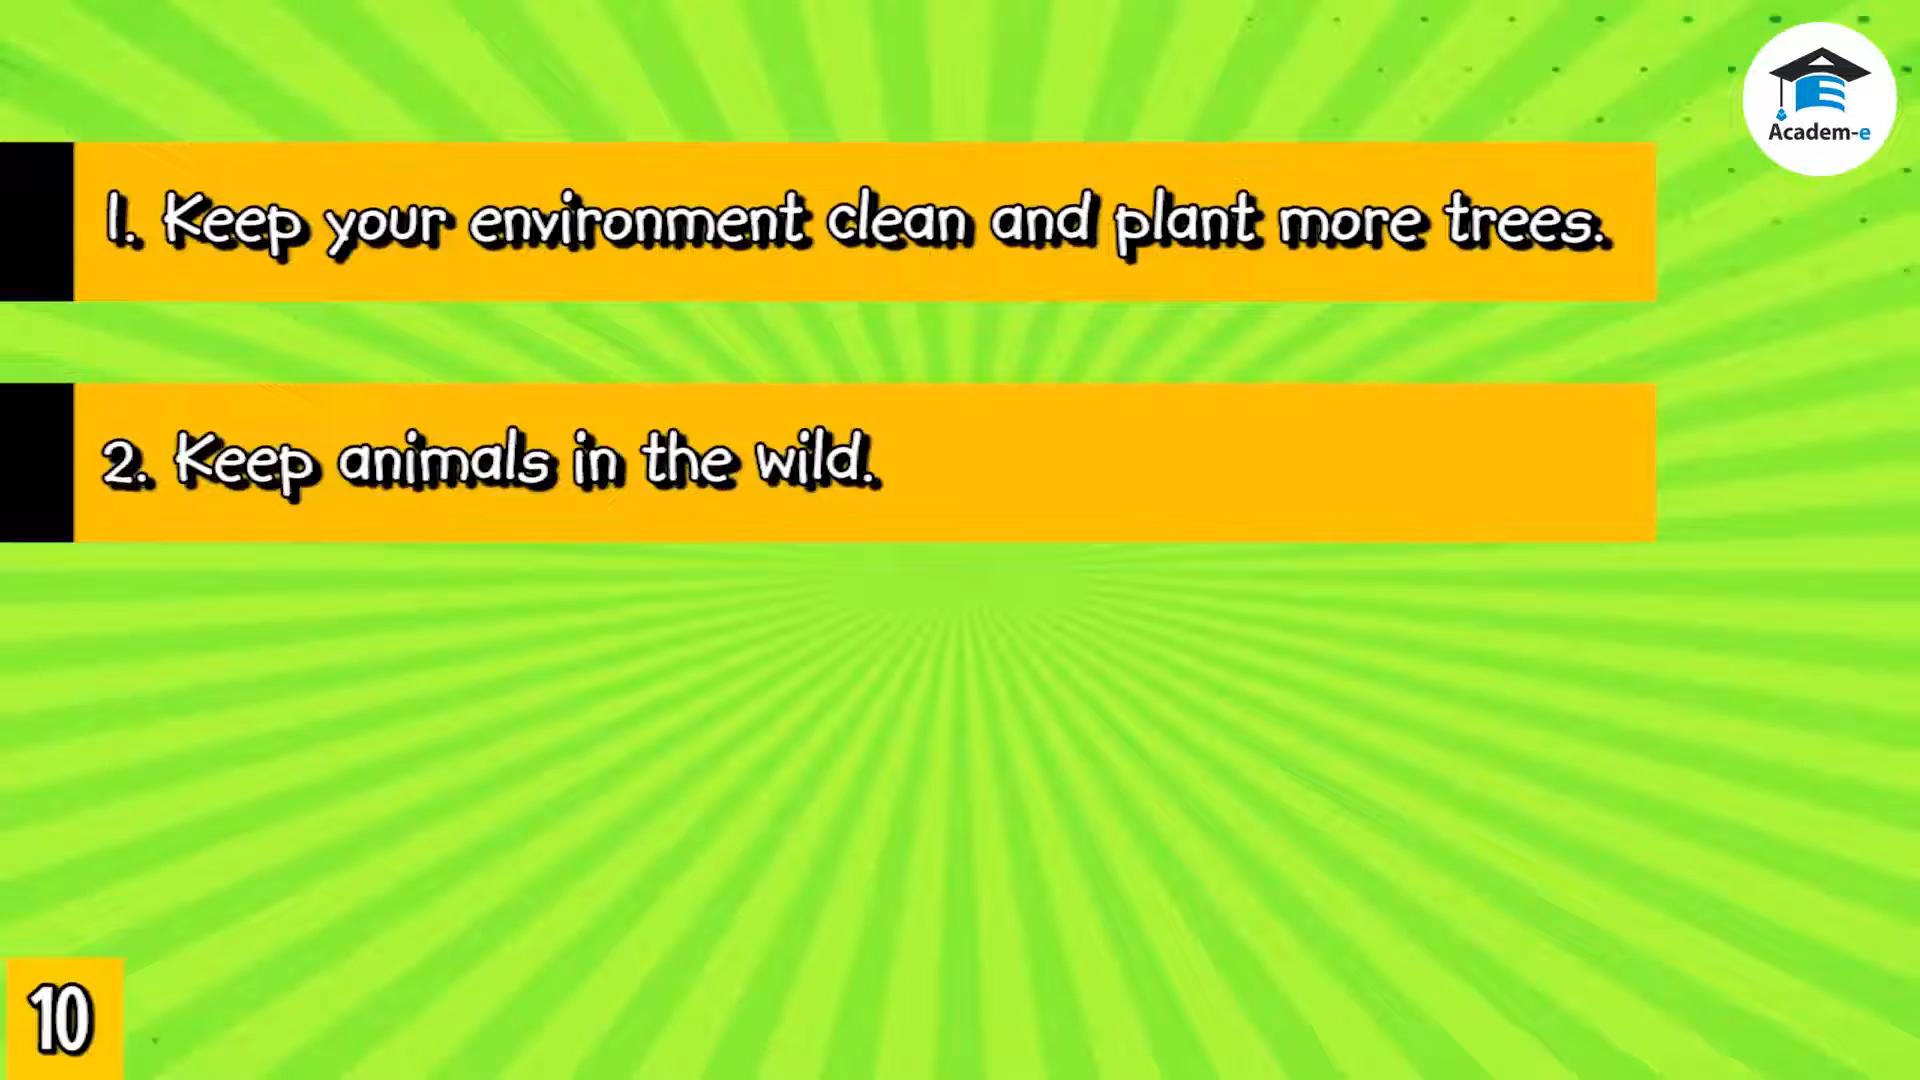 Academ-e
1. Keep your environment clean and plant more trees.
2. Keep animals in the wild.
10